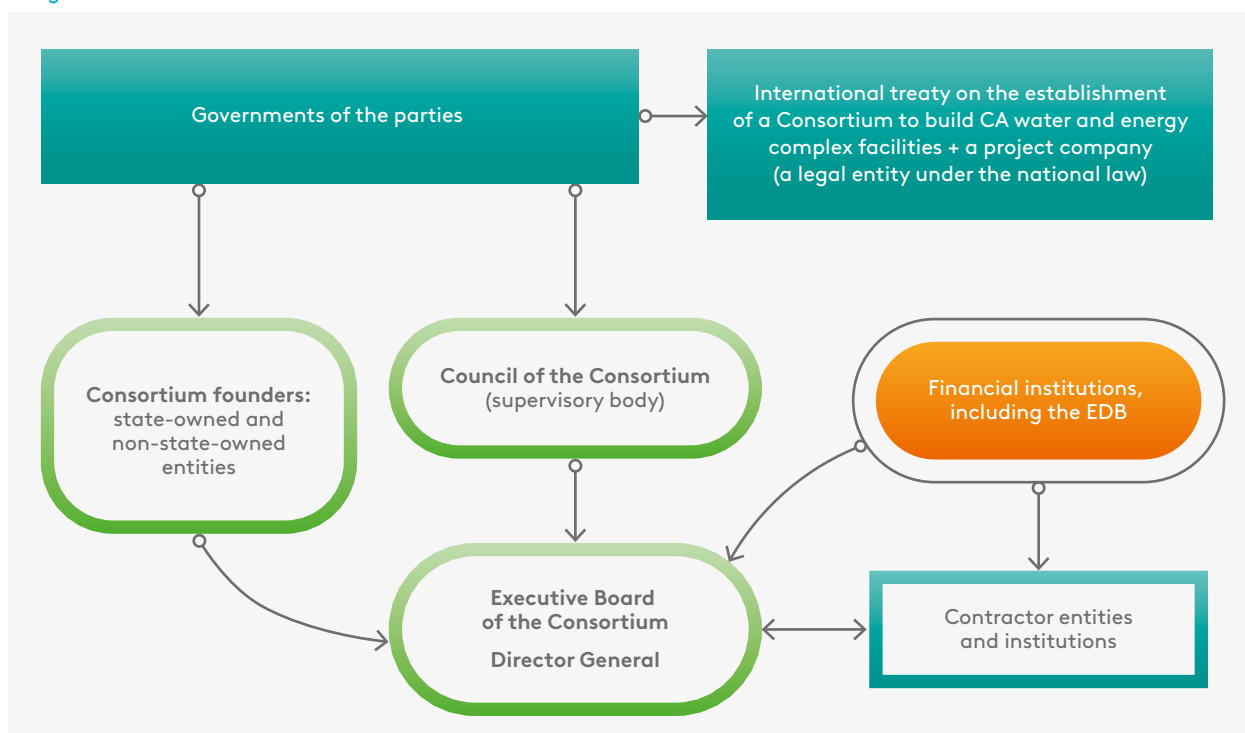 Governments of the parties
International treaty on the establishment
of a Consortium to build CA water and energy
complex facilities + a project company
(a legal entity under the national law)
Consortium founders:
state-owned and
non-state-owned
entities
Council of the Consortium
(supervisory body)
Financial institutions,
including the EDB
Executive Board
of the Consortium
Director General
Contractor entities
and institutions